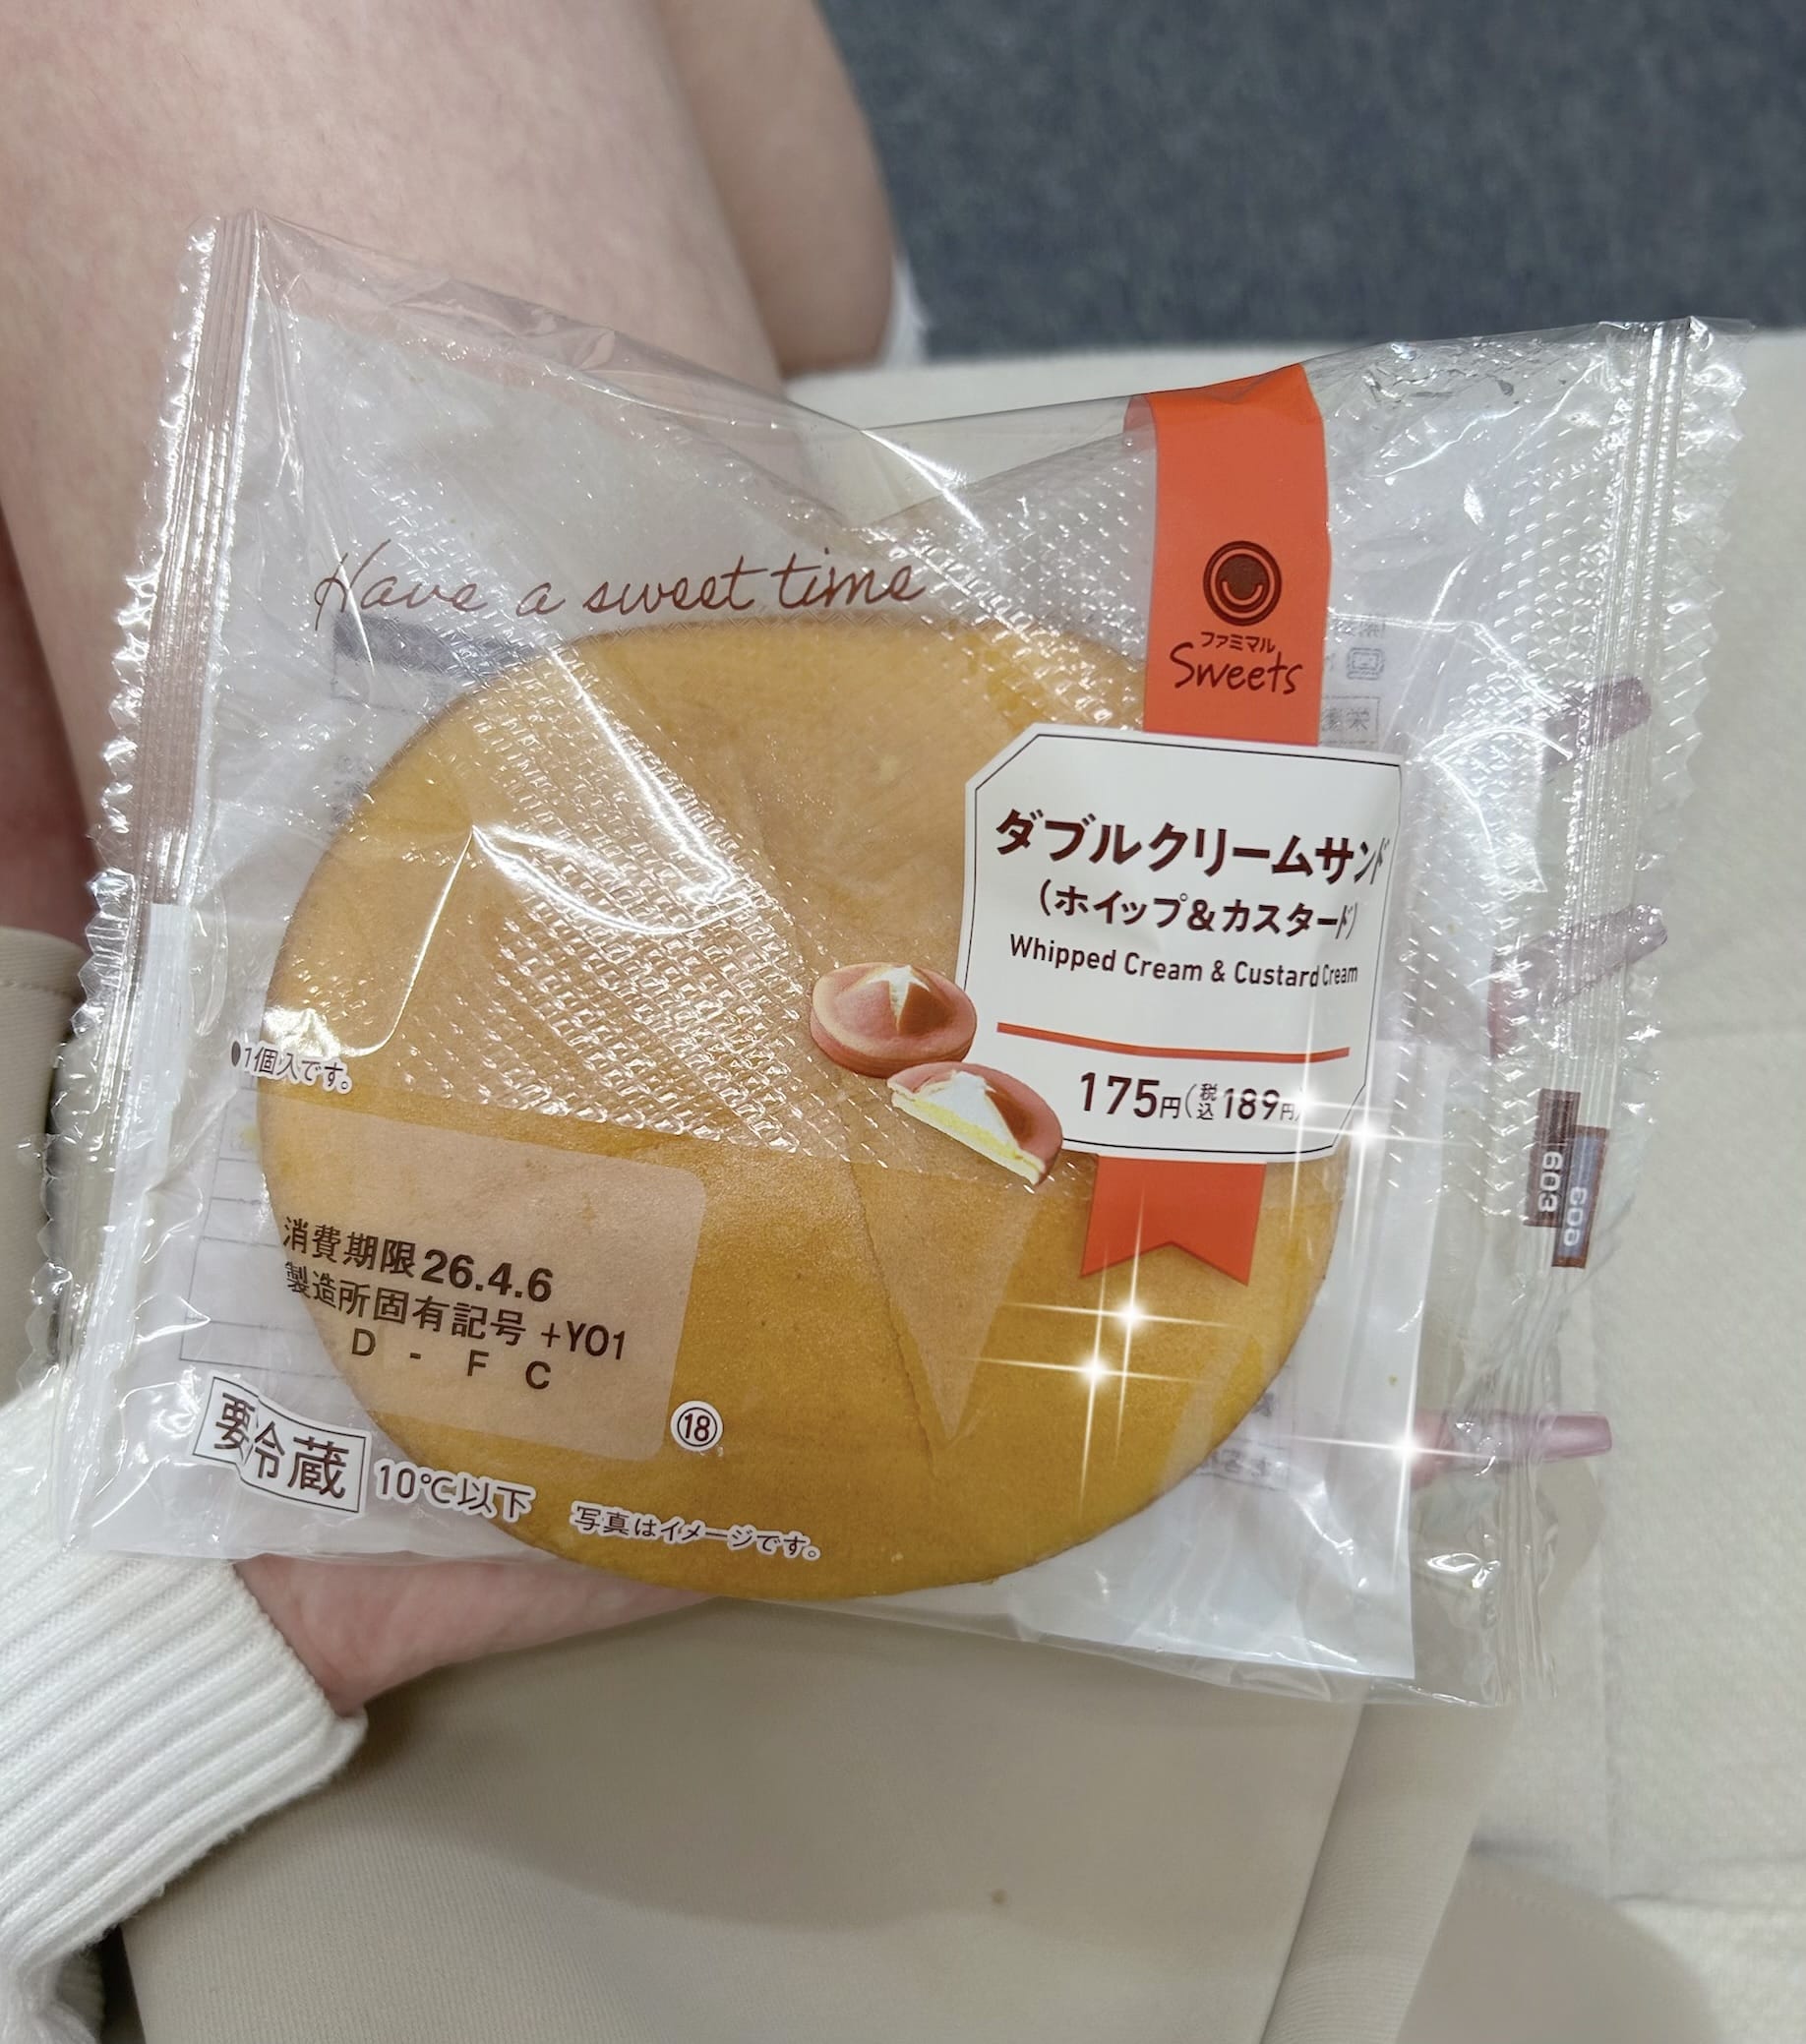 Have a sweet time
ファミマル
Sweets
ダブルクリームサンド
(ホイップ&カスタード)
Whipped Cream & Custard Cream
175円(税込189円)
●1個入です。
消費期限 26.4.6
製造所固有記号 +Y01
D - F C
⑱
要冷蔵 10℃以下 写真はイメージです。
609